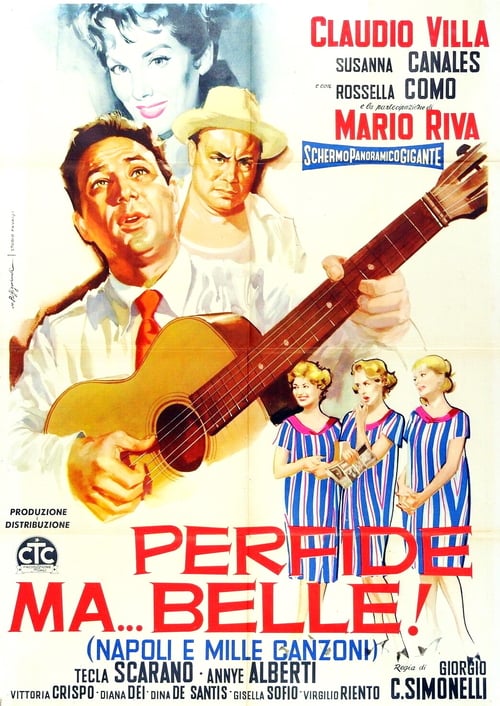 CLAUDIO VILLA
SUSANNA CANALES
e con ROSSELLA COMO
e la partecipazione di
MARIO RIVA
SCHERMO PANORAMICO GIGANTE
PRODUZIONE
e
DISTRIBUZIONE
CTC
PERFIDE
MA... BELLE!
(NAPOLI E MILLE CANZONI)
TECLA SCARANO - ANNYE ALBERTI
VITTORIA CRISPO - DIANA DEI - DINA DE SANTIS - GISELLA SOFIO - VIRGILIO RIENTO
Regia di GIORGIO
C. SIMONELLI